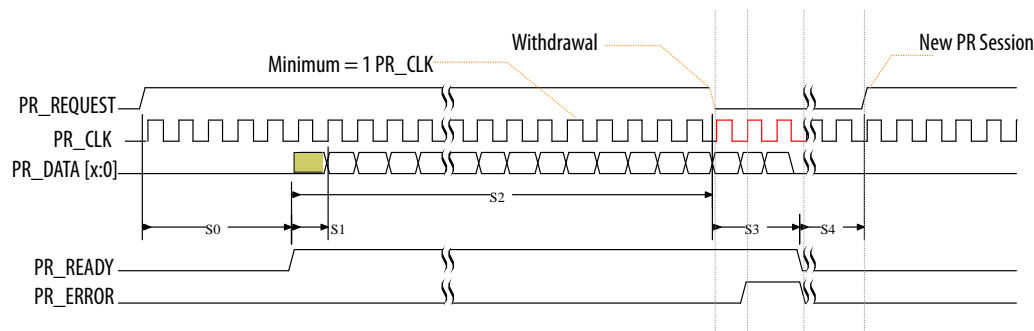 Withdrawal
New PR Session
Minimum = 1 PR_CLK
PR_REQUEST
PR_CLK
PR_DATA [x:0]
S2
S0
S1
S3
S4
PR_READY
PR_ERROR